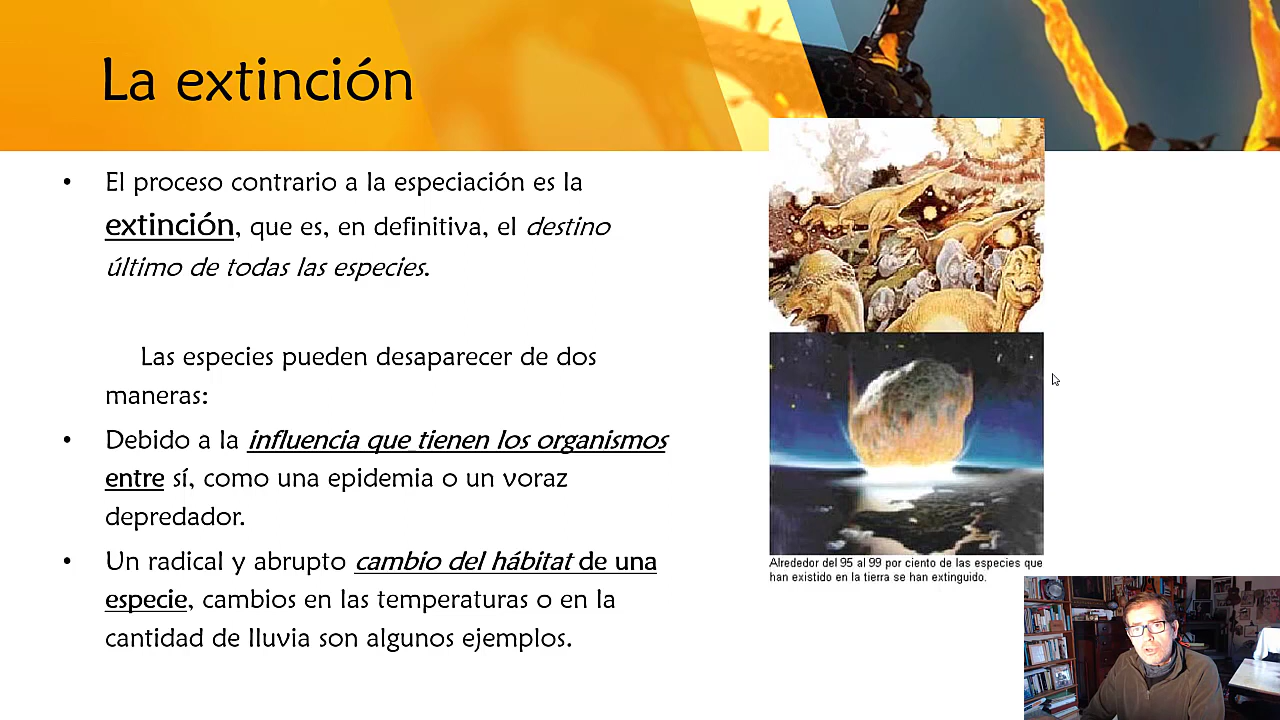 La extinción
• El proceso contrario a la especiación es la
extinción, que es, en definitiva, el destino
último de todas las especies.
Las especies pueden desaparecer de dos
maneras:
• Debido a la influencia que tienen los organismos
entre sí, como una epidemia o un voraz
depredador.
• Un radical y abrupto cambio del hábitat de una
especie, cambios en las temperaturas o en la
cantidad de lluvia son algunos ejemplos.
Alrededor del 95 al 99 por ciento de las especies que
han existido en la tierra se han extinguido.